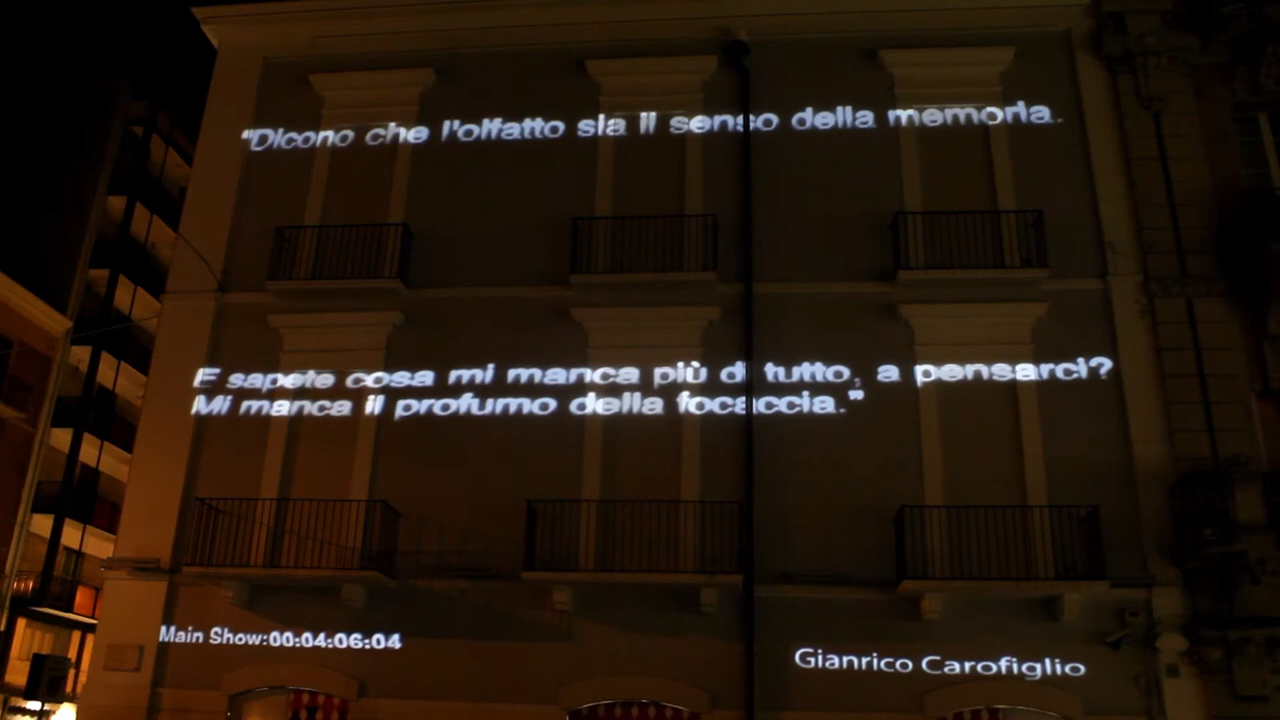 "Dicono che l'olfatto sia il senso della memoria.
E sapete cosa mi manca più di tutto, a pensarci?
Mi manca il profumo della focaccia."
Main Show:00:04:06:04
Gianrico Carofiglio